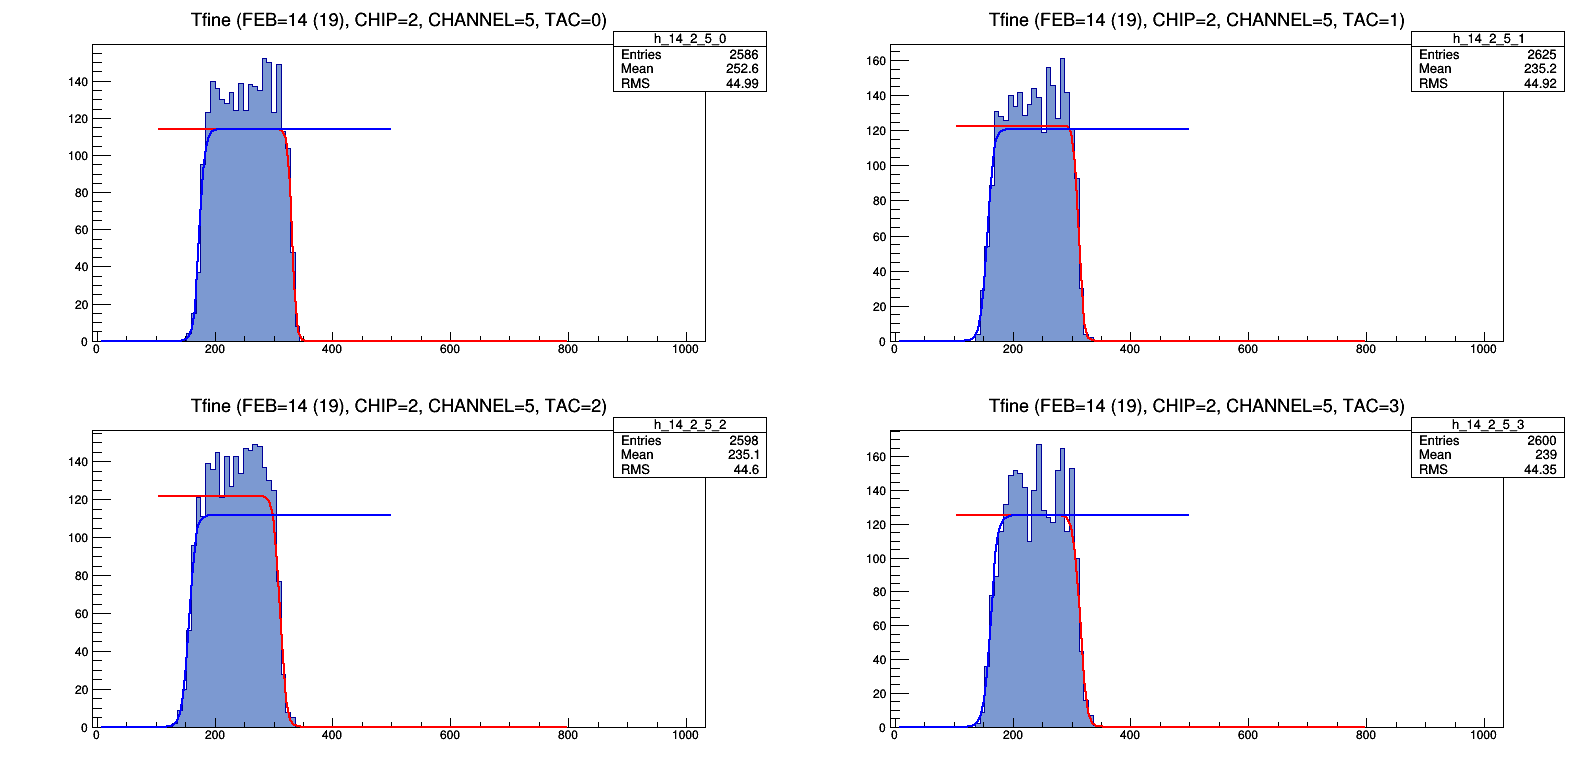 Tfine (FEB=14 (19), CHIP=2, CHANNEL=5, TAC=0)
h_14_2_5_0
Entries 2586
Mean 252.6
RMS 44.99
140
120
100
80
60
40
20
0
0 200 400 600 800 1000
Tfine (FEB=14 (19), CHIP=2, CHANNEL=5, TAC=1)
h_14_2_5_1
Entries 2625
Mean 235.2
RMS 44.92
160
140
120
100
80
60
40
20
0
0 200 400 600 800 1000
Tfine (FEB=14 (19), CHIP=2, CHANNEL=5, TAC=2)
h_14_2_5_2
Entries 2598
Mean 235.1
RMS 44.6
140
120
100
80
60
40
20
0
0 200 400 600 800 1000
Tfine (FEB=14 (19), CHIP=2, CHANNEL=5, TAC=3)
h_14_2_5_3
Entries 2600
Mean 239
RMS 44.35
160
140
120
100
80
60
40
20
0
0 200 400 600 800 1000